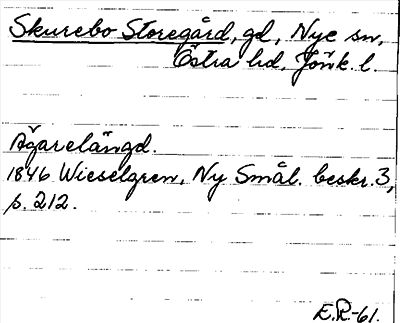 Skurebo Storegård, gd, Nye sn,
Östra hd, Jönk. l.
Ägarelängd.
1846 Wieselgren, Ny Smål. beskr. 3,
p. 212.
E.R-61.